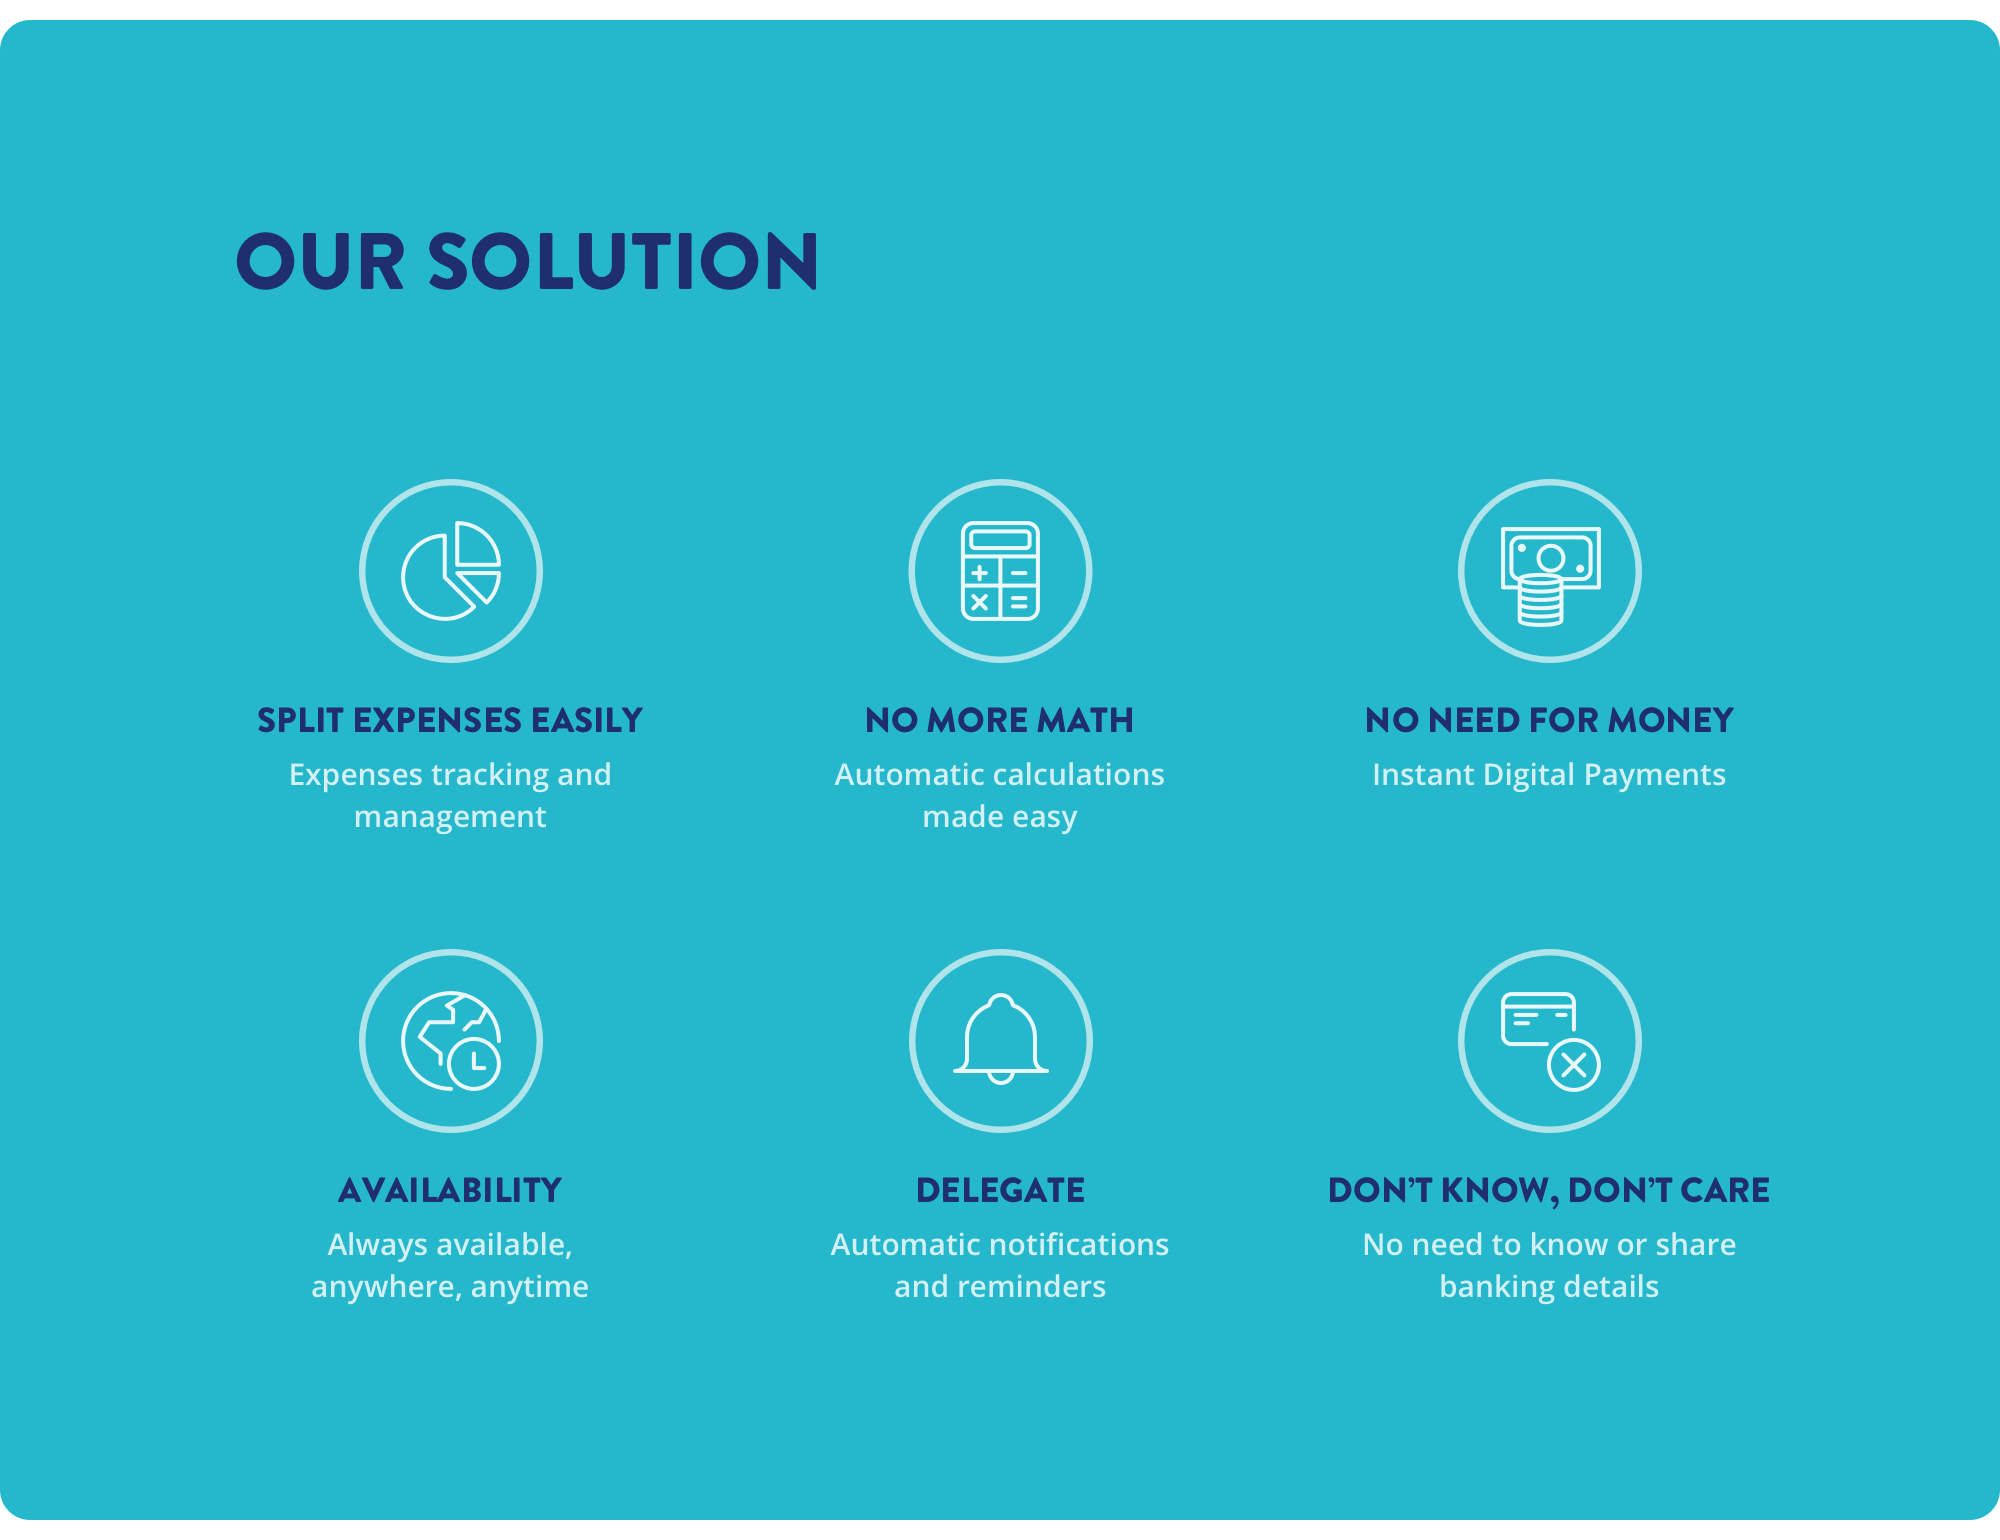 OUR SOLUTION
SPLIT EXPENSES EASILY
Expenses tracking and
management
NO MORE MATH
Automatic calculations
made easy
NO NEED FOR MONEY
Instant Digital Payments
AVAILABILITY
Always available,
anywhere, anytime
DELEGATE
Automatic notifications
and reminders
DON’T KNOW, DON’T CARE
No need to know or share
banking details